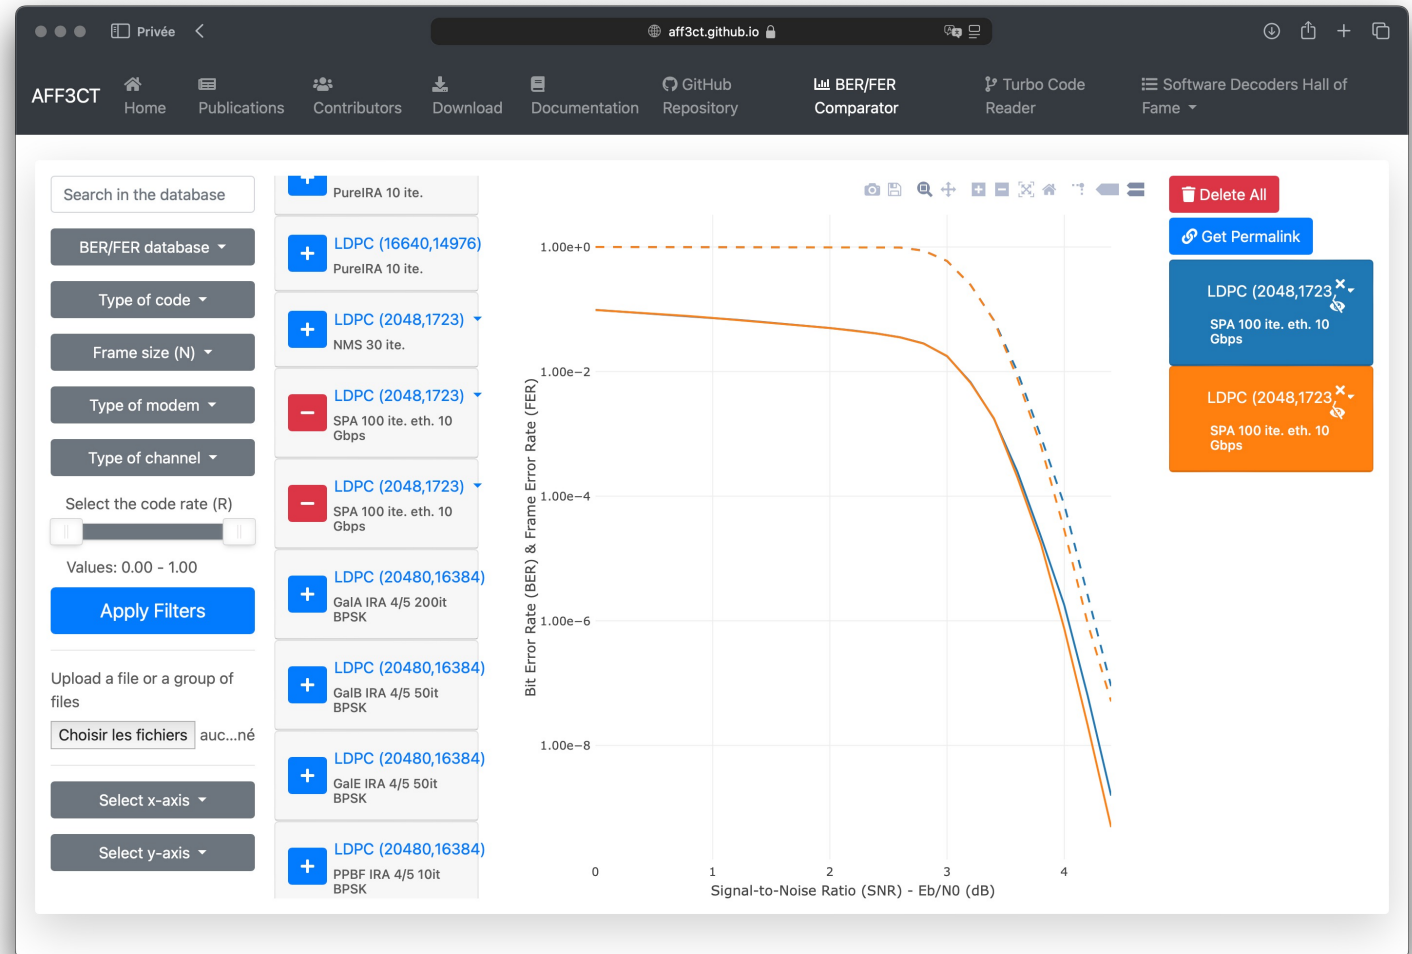 Privée
aff3ct.github.io
AFF3CT
Home
Publications
Contributors
Download
Documentation
GitHub
Repository
BER/FER
Comparator
Turbo Code
Reader
Software Decoders Hall of
Fame
Search in the database
BER/FER database
Type of code
Frame size (N)
Type of modem
Type of channel
Select the code rate (R)
Values: 0.00 - 1.00
Apply Filters
Upload a file or a group of
files
Choisir les fichiers auc...né
Select x-axis
Select y-axis
PureIRA 10 ite.
LDPC (16640,14976)
PureIRA 10 ite.
LDPC (2048,1723)
NMS 30 ite.
LDPC (2048,1723)
SPA 100 ite. eth. 10
Gbps
LDPC (2048,1723)
SPA 100 ite. eth. 10
Gbps
LDPC (20480,16384)
GalA IRA 4/5 200it
BPSK
LDPC (20480,16384)
GalB IRA 4/5 50it
BPSK
LDPC (20480,16384)
GalE IRA 4/5 50it
BPSK
LDPC (20480,16384)
PPBF IRA 4/5 10it
BPSK
Bit Error Rate (BER) & Frame Error Rate (FER)
1.00e+0
1.00e−2
1.00e−4
1.00e−6
1.00e−8
0 1 2 3 4
Signal-to-Noise Ratio (SNR) - Eb/N0 (dB)
Delete All
Get Permalink
LDPC (2048,1723,
SPA 100 ite. eth. 10
Gbps
LDPC (2048,1723,
SPA 100 ite. eth. 10
Gbps